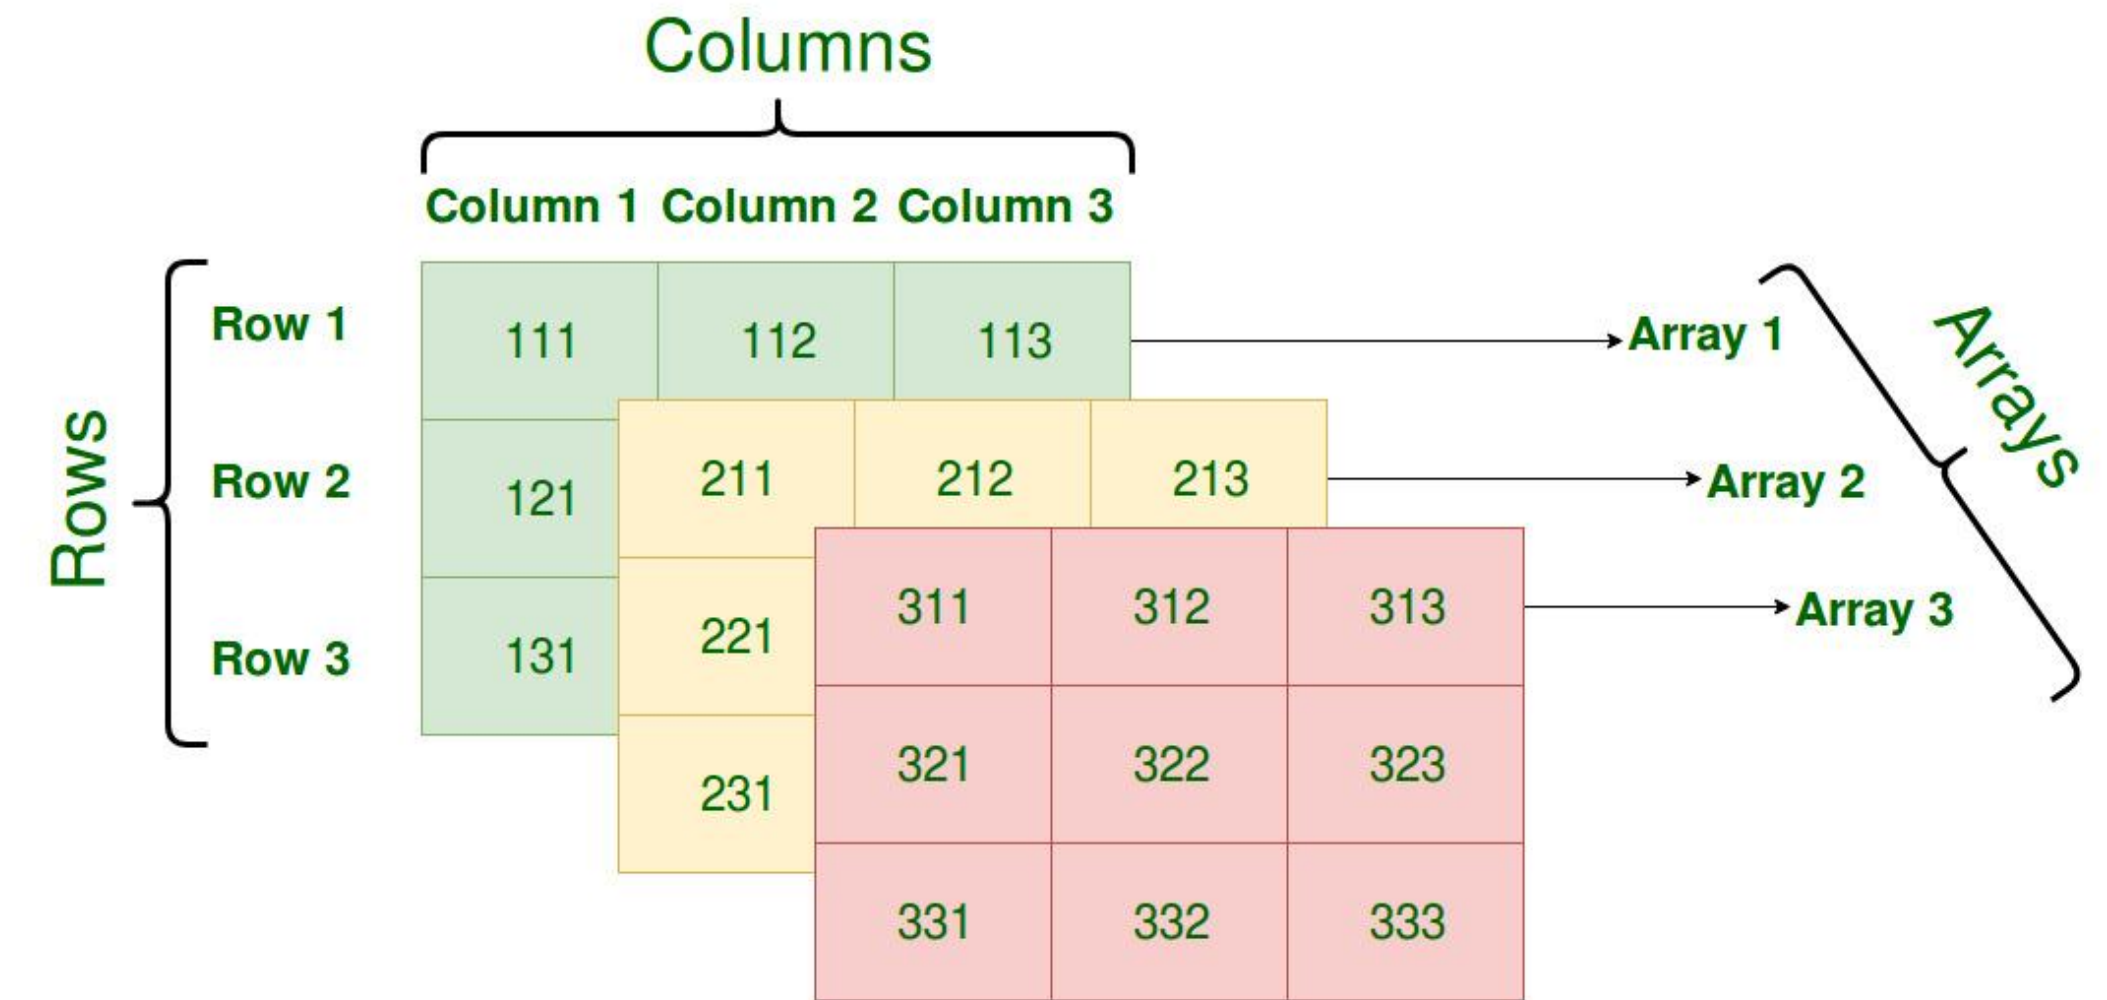 Columns
Column 1 Column 2 Column 3
Rows
Row 1
Row 2
Row 3
111 112 113
121
131
211 212 213
221
231
311 312 313
321 322 323
331 332 333
Array 1
Array 2
Array 3
Arrays